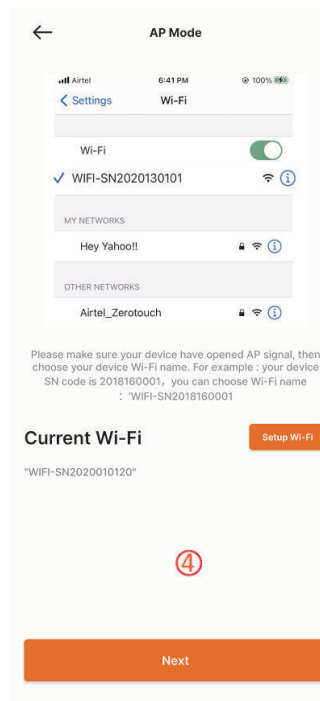 AP Mode
Airtel 6:41 PM 100%
Settings Wi-Fi
Wi-Fi
WIFI-SN2020130101
MY NETWORKS
Hey Yahoo!!
OTHER NETWORKS
Airtel_Zerotouch
Please make sure your device have opened AP signal, then
choose your device Wi-Fi name. For example : your device
SN code is 2018160001，you can choose Wi-Fi name
: 'WIFI-SN2018160001
Current Wi-Fi
Setup Wi-Fi
"WIFI-SN2020010120"
④
Next